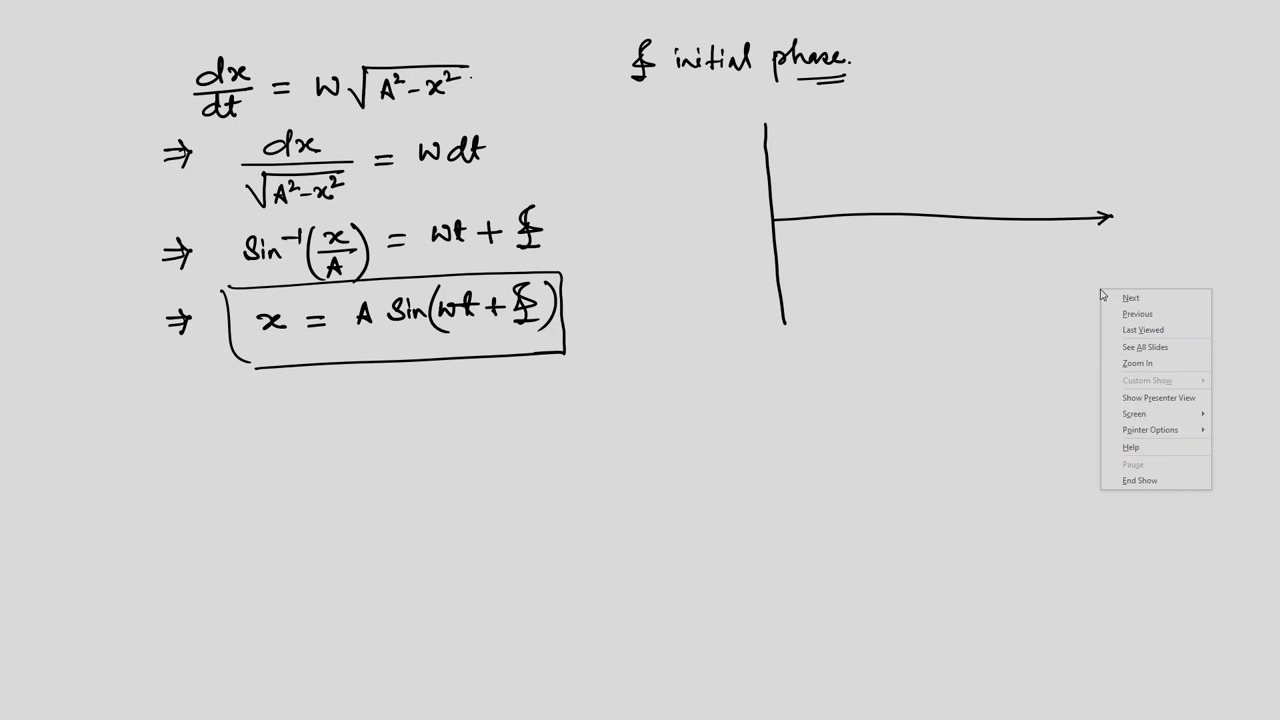 dx/dt = W√(A²-x²)
⇒ dx/√(A²-x²) = W dt
⇒ Sin⁻¹(x/A) = Wt + Φ
⇒ x = A Sin(Wt + Φ)
Φ initial phase.
Next
Previous
Last Viewed
See All Slides
Zoom In
Custom Show
Show Presenter View
Screen
Pointer Options
Help
Pause
End Show